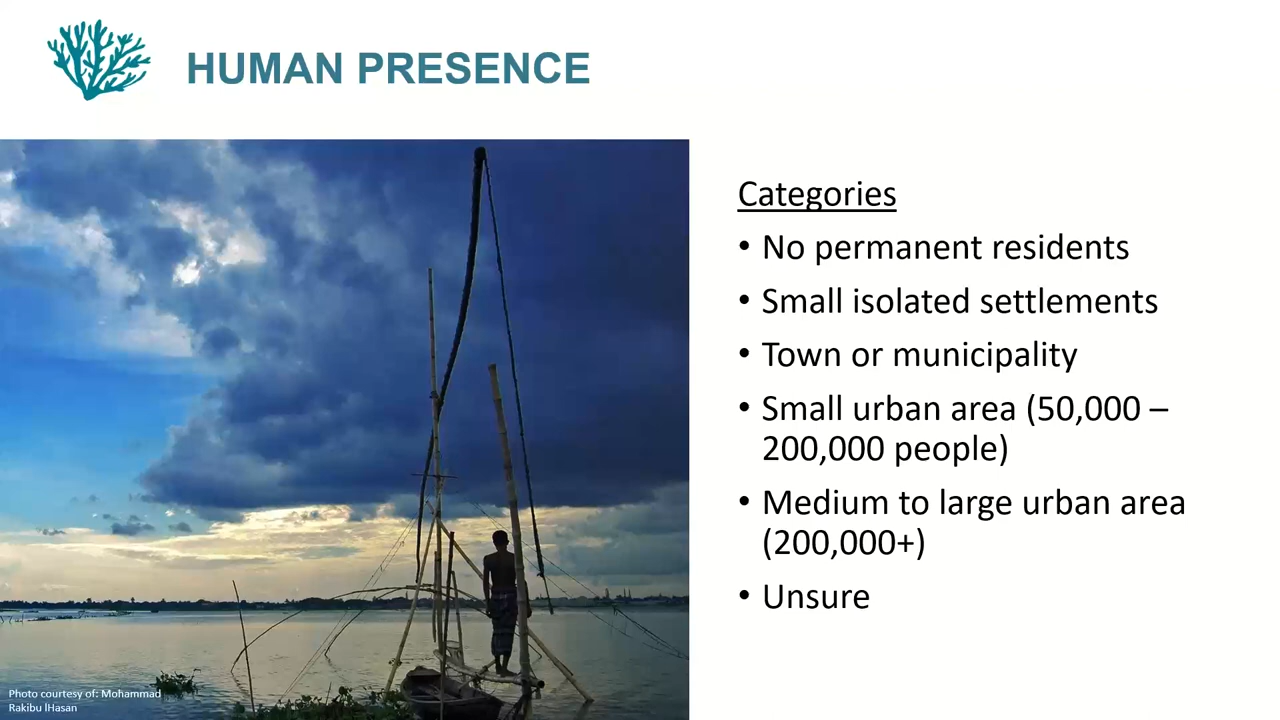 HUMAN PRESENCE
Categories
• No permanent residents
• Small isolated settlements
• Town or municipality
• Small urban area (50,000 –
200,000 people)
• Medium to large urban area
(200,000+)
• Unsure
Photo courtesy of: Mohammad
Rakibu lHasan